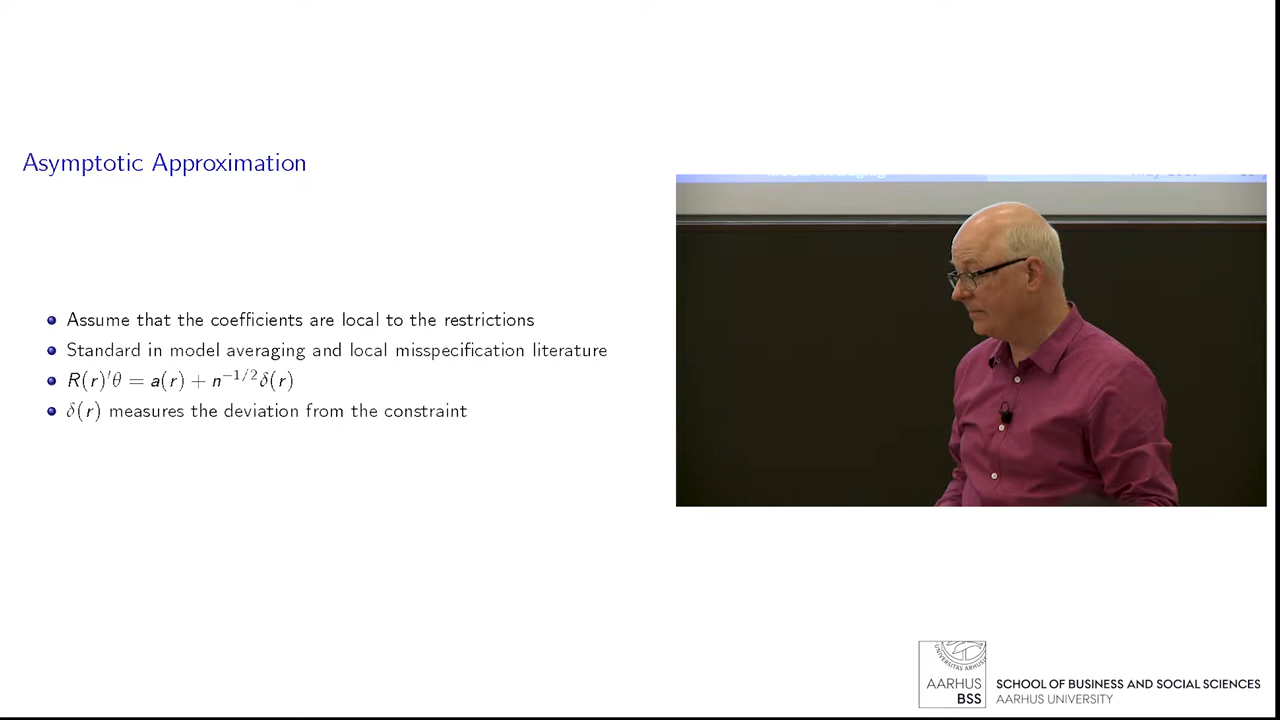 Asymptotic Approximation
Assume that the coefficients are local to the restrictions
Standard in model averaging and local misspecification literature
R(r)′θ = a(r) + n^{−1/2}δ(r)
δ(r) measures the deviation from the constraint
AARHUS
BSS
SCHOOL OF BUSINESS AND SOCIAL SCIENCES
AARHUS UNIVERSITY